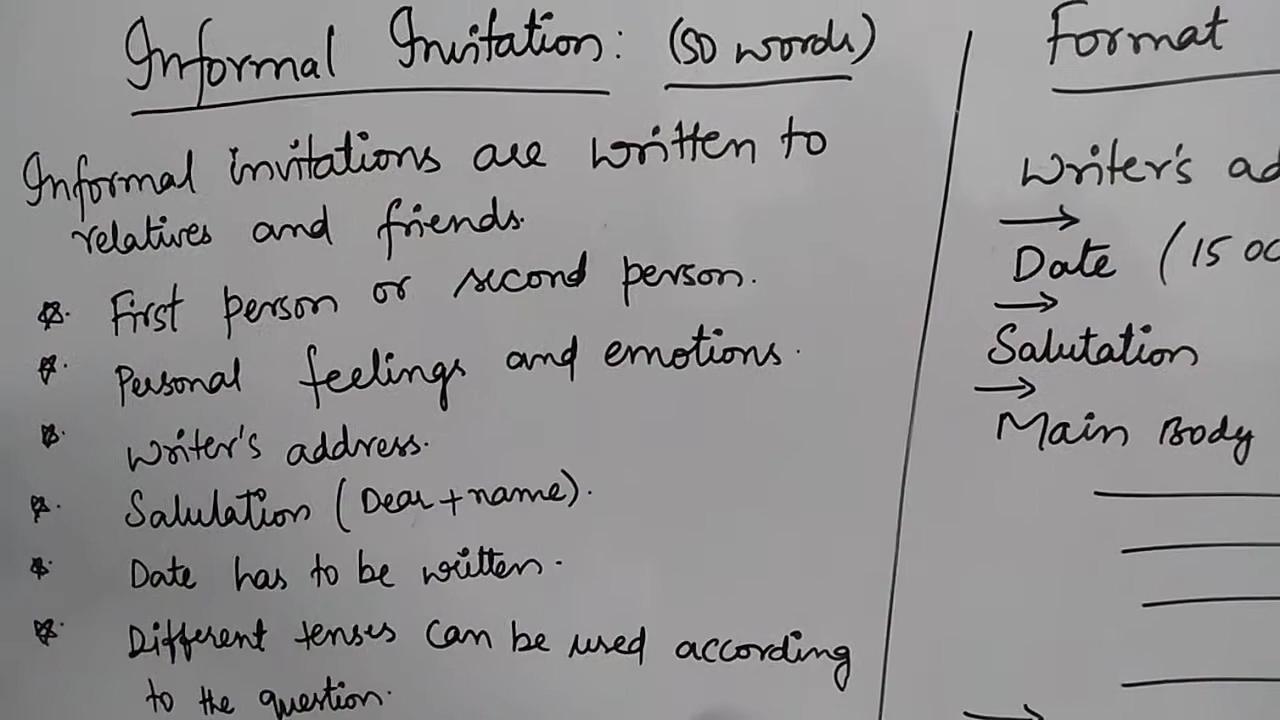 Informal Invitation: (50 words)
Informal invitations are written to
relatives and friends.
First person or second person.
Personal feelings and emotions.
Writer's address.
Salutation (Dear + name).
Date has to be written.
Different tenses can be used according
to the question.
Format
Writer's ad
Date (15 oc
Salutation
Main Body